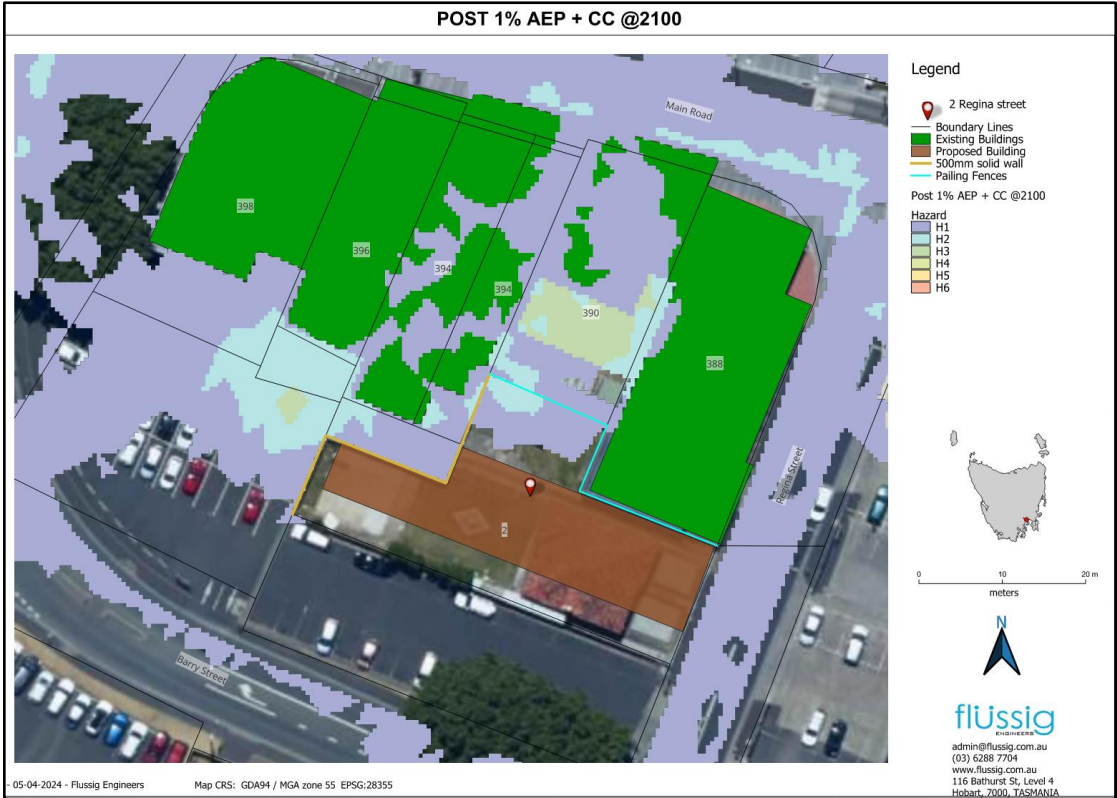 POST 1% AEP + CC @2100
Main Road
398
396
394
394
390
388
2
Regina Street
Barry Street
Legend
2 Regina street
Boundary Lines
Existing Buildings
Proposed Building
500mm solid wall
Pailing Fences
Post 1% AEP + CC @2100
Hazard
H1
H2
H3
H4
H5
H6
0 10 20 m
meters
N
flüssig
ENGINEERS
admin@flussig.com.au
(03) 6288 7704
www.flussig.com.au
116 Bathurst St, Level 4
Hobart, 7000, TASMANIA
- 05-04-2024 - Flussig Engineers Map CRS: GDA94 / MGA zone 55 EPSG:28355